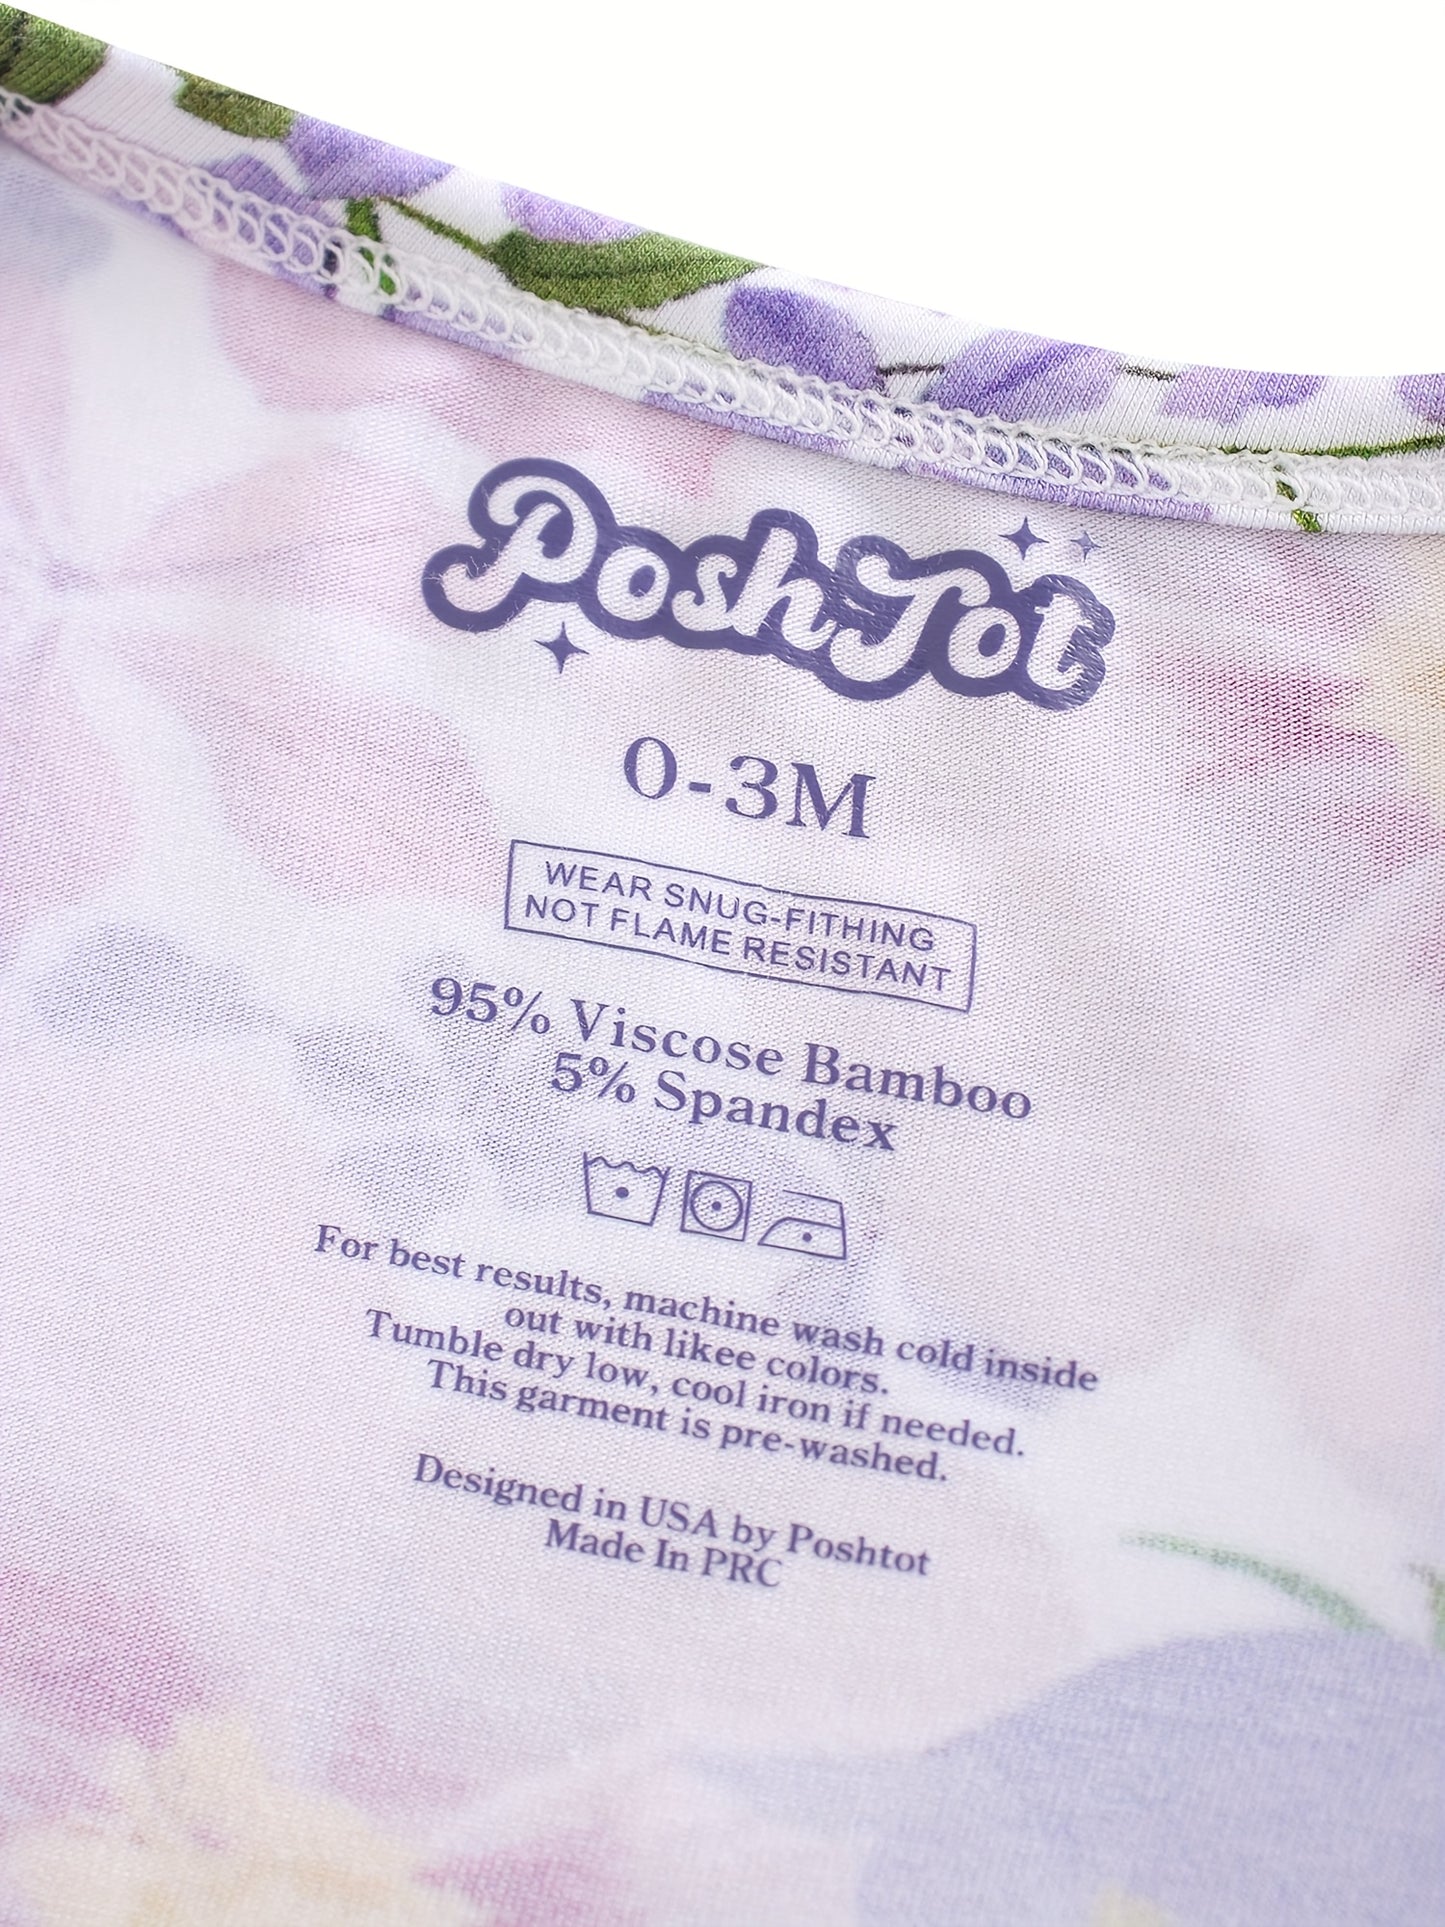 PoshTot
0-3M
WEAR SNUG-FITHING
NOT FLAME RESISTANT
95% Viscose Bamboo
5% Spandex
For best results, machine wash cold inside
out with likee colors.
Tumble dry low, cool iron if needed.
This garment is pre-washed.
Designed in USA by Poshtot
Made In PRC